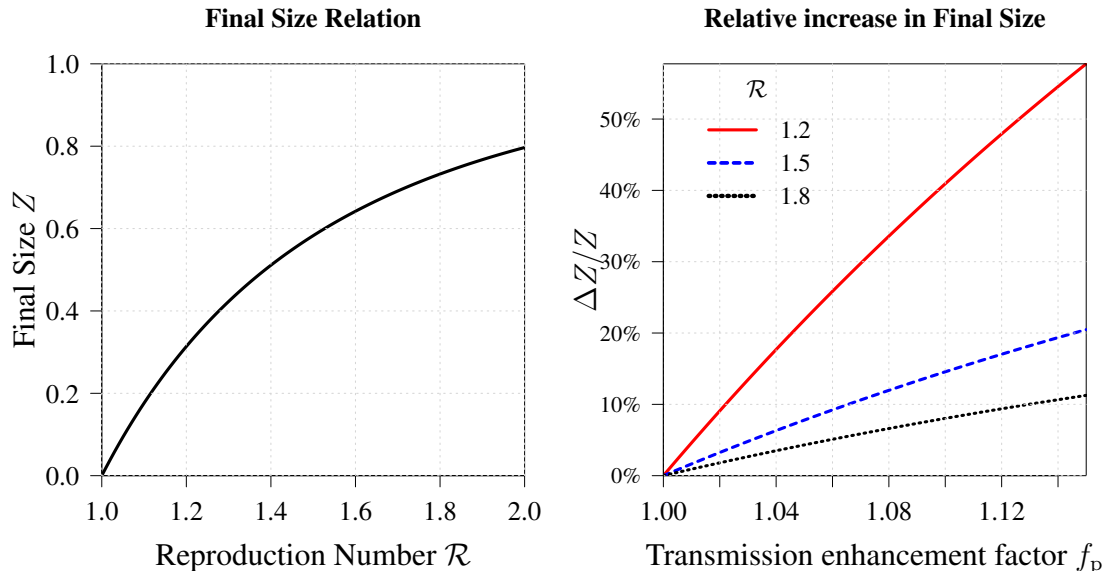 Final Size Relation
Final Size Z
1.0
0.8
0.6
0.4
0.2
0.0
1.0 1.2 1.4 1.6 1.8 2.0
Reproduction Number ℛ
Relative increase in Final Size
ΔZ/Z
50%
40%
30%
20%
10%
0%
ℛ
1.2
1.5
1.8
1.00 1.04 1.08 1.12
Transmission enhancement factor fₚ